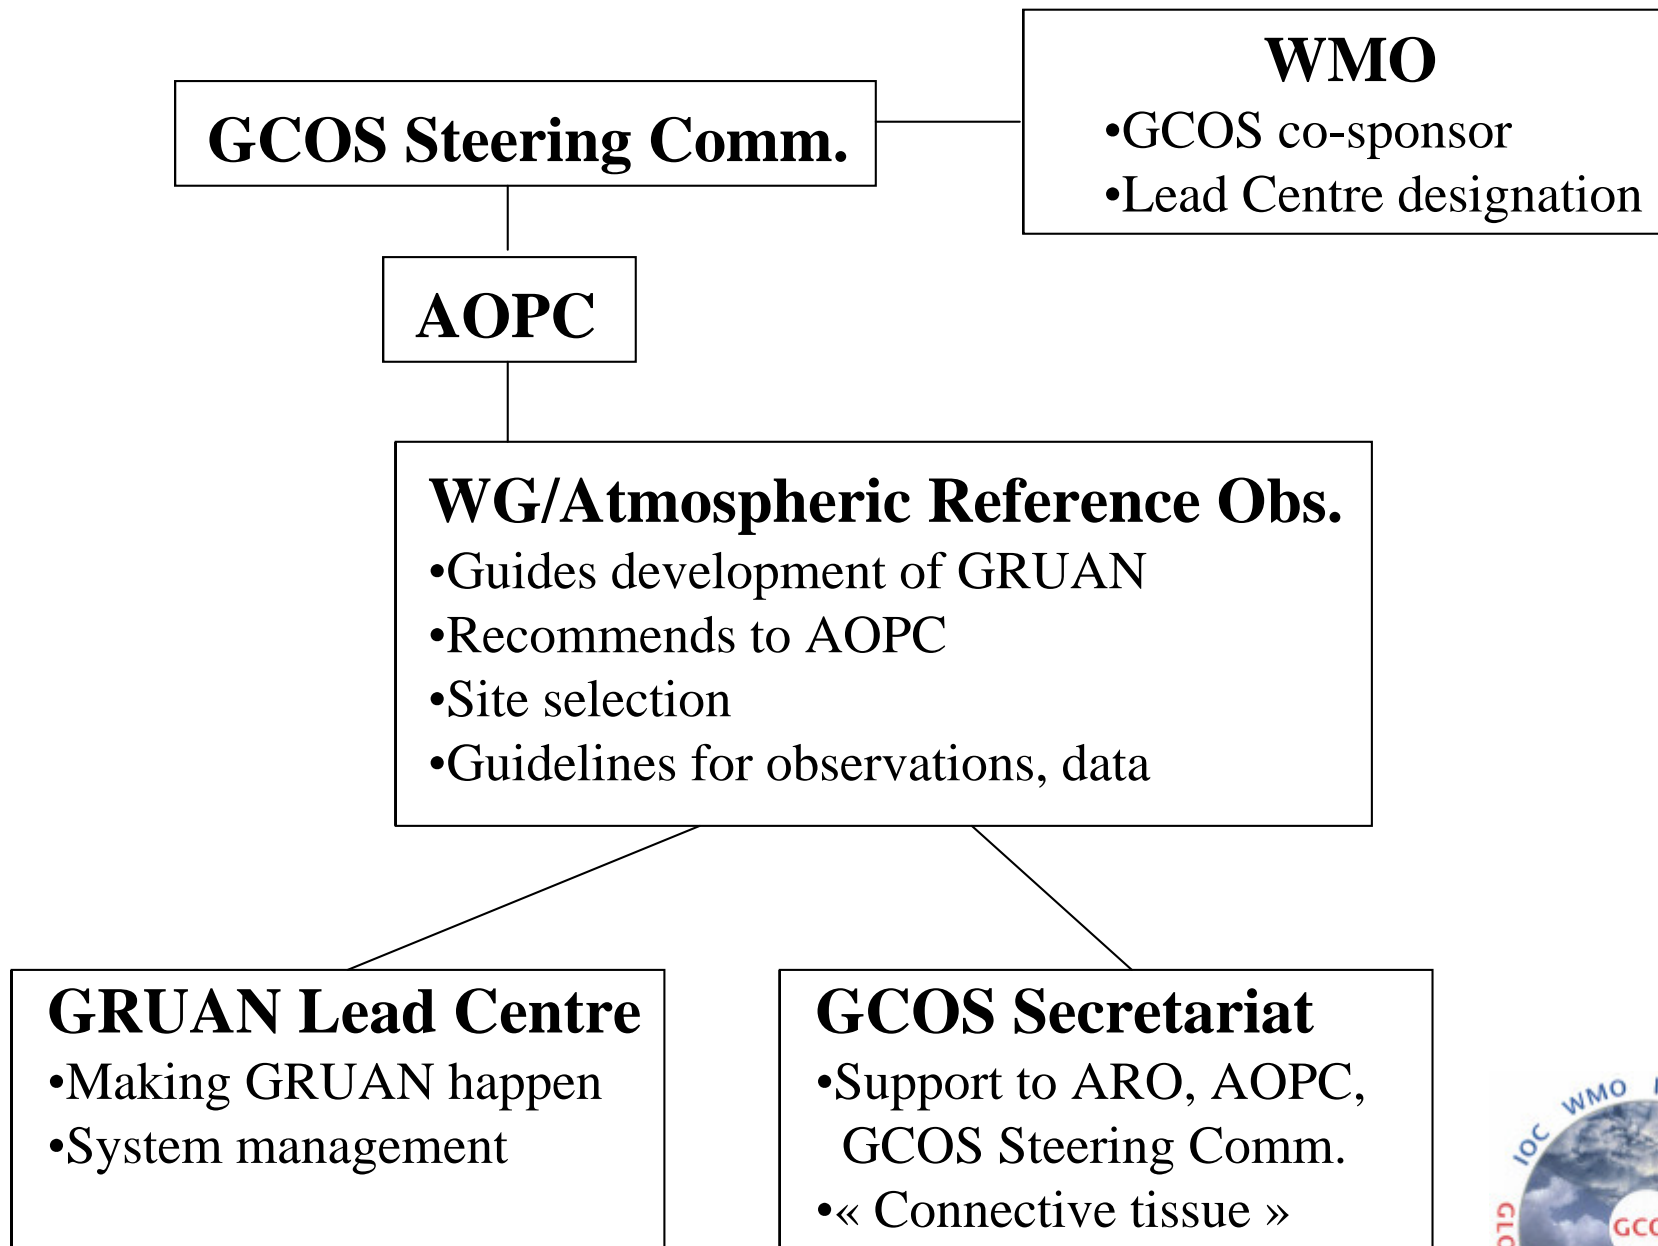 WMO
•GCOS co-sponsor
•Lead Centre designation
GCOS Steering Comm.
AOPC
WG/Atmospheric Reference Obs.
•Guides development of GRUAN
•Recommends to AOPC
•Site selection
•Guidelines for observations, data
GRUAN Lead Centre
•Making GRUAN happen
•System management
GCOS Secretariat
•Support to ARO, AOPC,
GCOS Steering Comm.
•« Connective tissue »
IOC WMO